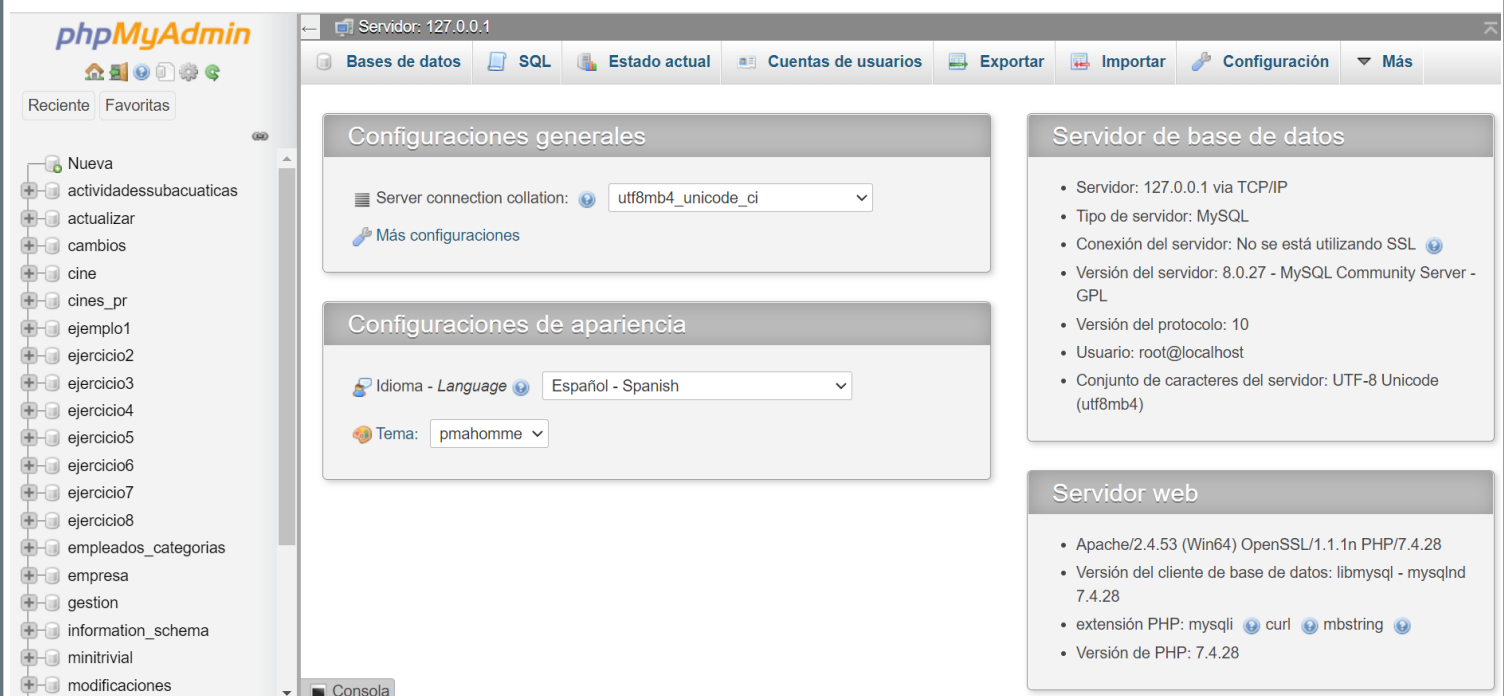 phpMyAdmin
Reciente Favoritas
Nueva
actividadessubacuaticas
actualizar
cambios
cine
cines_pr
ejemplo1
ejercicio2
ejercicio3
ejercicio4
ejercicio5
ejercicio6
ejercicio7
ejercicio8
empleados_categorias
empresa
gestion
information_schema
minitrivial
modificaciones
Servidor: 127.0.0.1
Bases de datos SQL Estado actual Cuentas de usuarios Exportar Importar Configuración Más
Configuraciones generales
Server connection collation: utf8mb4_unicode_ci
Más configuraciones
Configuraciones de apariencia
Idioma - Language Español - Spanish
Tema: pmahomme
Servidor de base de datos
• Servidor: 127.0.0.1 via TCP/IP
• Tipo de servidor: MySQL
• Conexión del servidor: No se está utilizando SSL
• Versión del servidor: 8.0.27 - MySQL Community Server -
GPL
• Versión del protocolo: 10
• Usuario: root@localhost
• Conjunto de caracteres del servidor: UTF-8 Unicode
(utf8mb4)
Servidor web
• Apache/2.4.53 (Win64) OpenSSL/1.1.1n PHP/7.4.28
• Versión del cliente de base de datos: libmysql - mysqlnd
7.4.28
• extensión PHP: mysqli curl mbstring
• Versión de PHP: 7.4.28
Consola